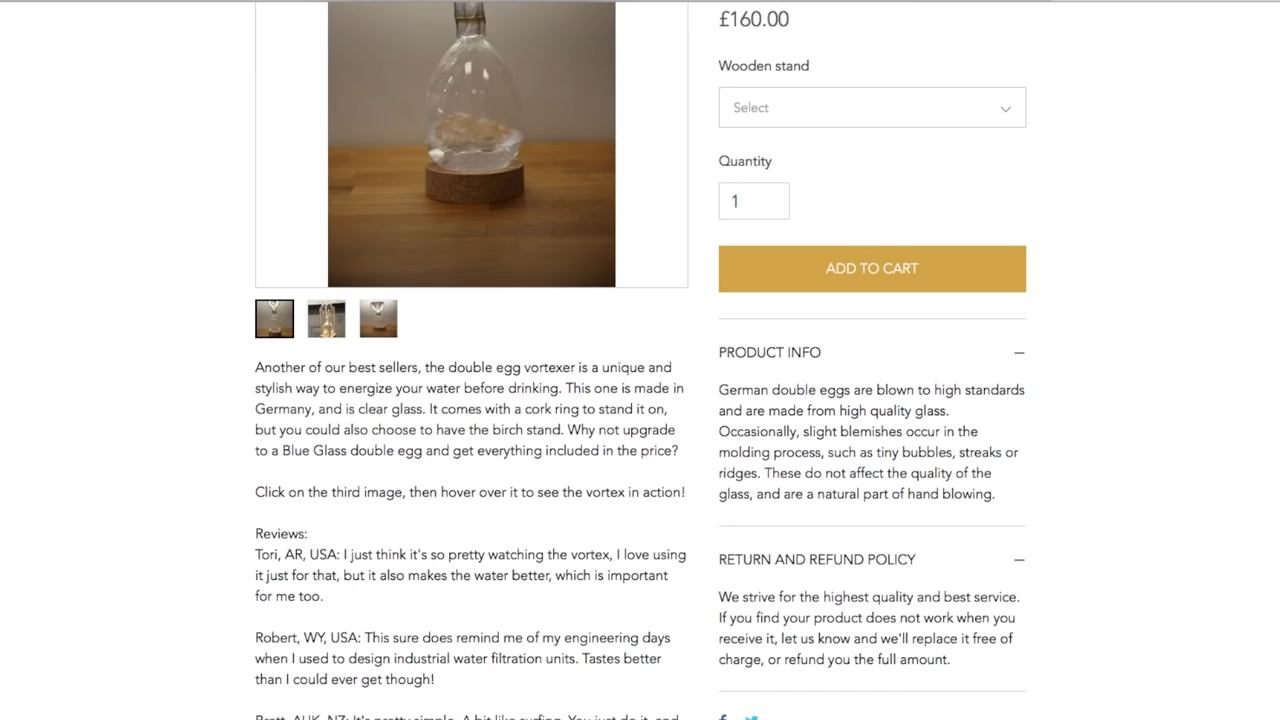 £160.00
Wooden stand
Select
Quantity
1
ADD TO CART
PRODUCT INFO
German double eggs are blown to high standards
and are made from high quality glass.
Occasionally, slight blemishes occur in the
molding process, such as tiny bubbles, streaks or
ridges. These do not affect the quality of the
glass, and are a natural part of hand blowing.
RETURN AND REFUND POLICY
We strive for the highest quality and best service.
If you find your product does not work when you
receive it, let us know and we'll replace it free of
charge, or refund you the full amount.
Another of our best sellers, the double egg vortexer is a unique and
stylish way to energize your water before drinking. This one is made in
Germany, and is clear glass. It comes with a cork ring to stand it on,
but you could also choose to have the birch stand. Why not upgrade
to a Blue Glass double egg and get everything included in the price?
Click on the third image, then hover over it to see the vortex in action!
Reviews:
Tori, AR, USA: I just think it's so pretty watching the vortex, I love using
it just for that, but it also makes the water better, which is important
for me too.
Robert, WY, USA: This sure does remind me of my engineering days
when I used to design industrial water filtration units. Tastes better
than I could ever get though!
NZ: It's pretty simple. A bit like surfing. You just do it, and